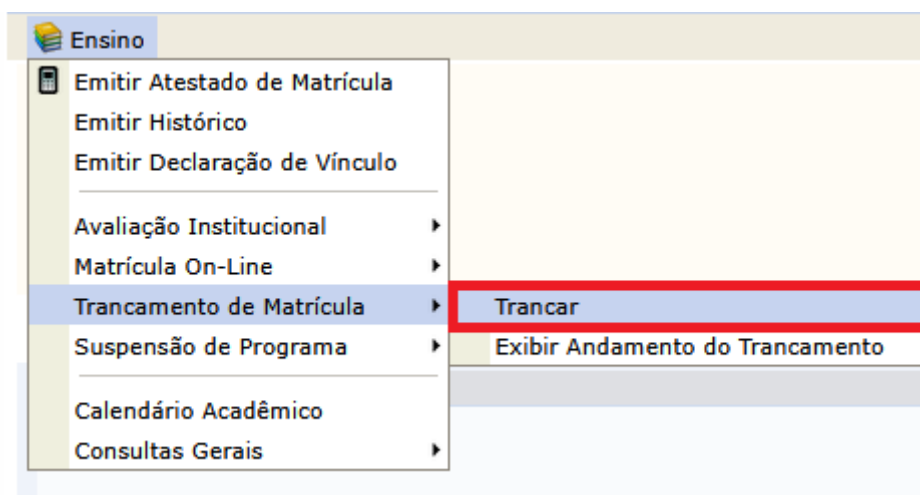 Ensino
Emitir Atestado de Matrícula
Emitir Histórico
Emitir Declaração de Vínculo
Avaliação Institucional
Matrícula On-Line
Trancamento de Matrícula
Trancar
Suspensão de Programa
Exibir Andamento do Trancamento
Calendário Acadêmico
Consultas Gerais